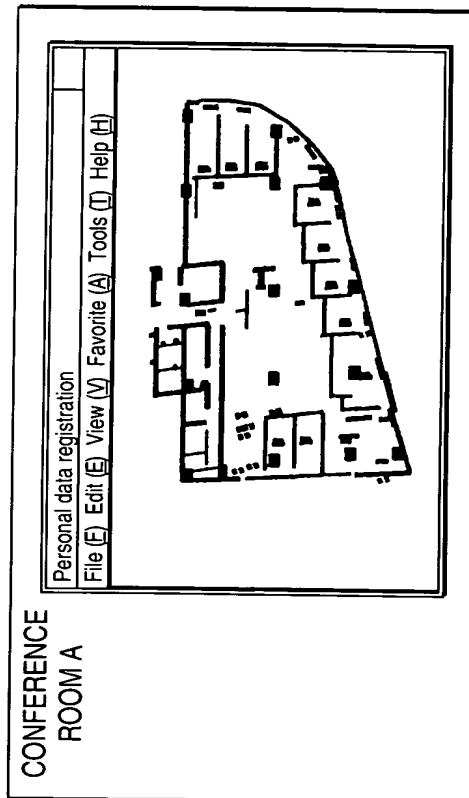 CONFERENCE
ROOM A
Personal data registration
File (F) Edit (E) View (V) Favorite (A) Tools (T) Help (H)